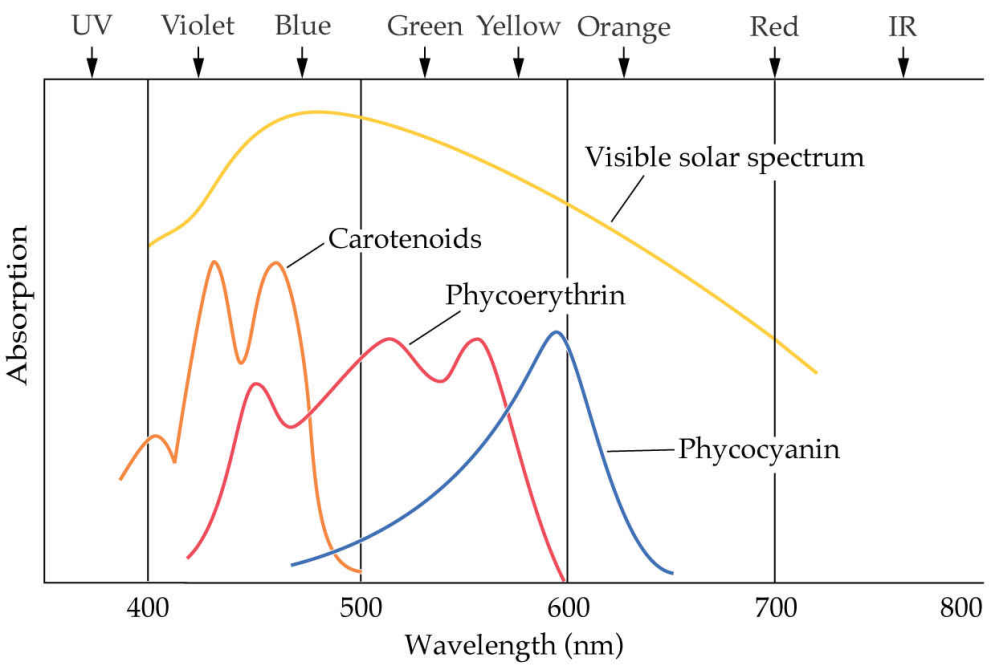 UV Violet Blue Green Yellow Orange Red IR
Visible solar spectrum
Carotenoids
Phycoerythrin
Phycocyanin
Absorption
400 500 600 700 800
Wavelength (nm)